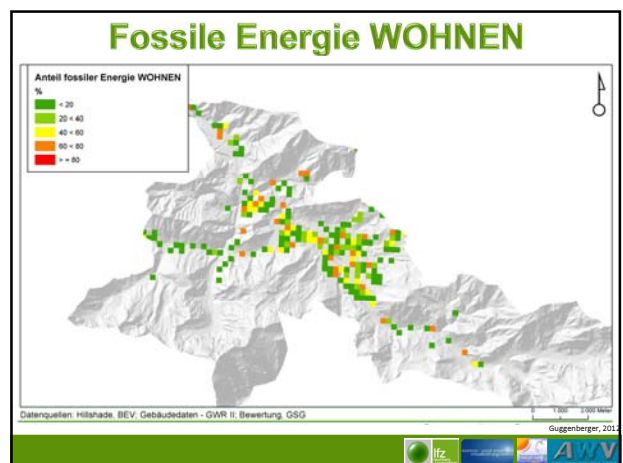 Fossile Energie WOHNEN
Anteil fossiler Energie WOHNEN
%
< 20
20 < 40
40 < 60
60 < 80
> = 80
Datenquellen: Hillshade, BEV; Gebäudedaten - GWR II; Bewertung, GSG
0 1.000 2.000 Meter
Guggenberger, 2012
lfz
AWV